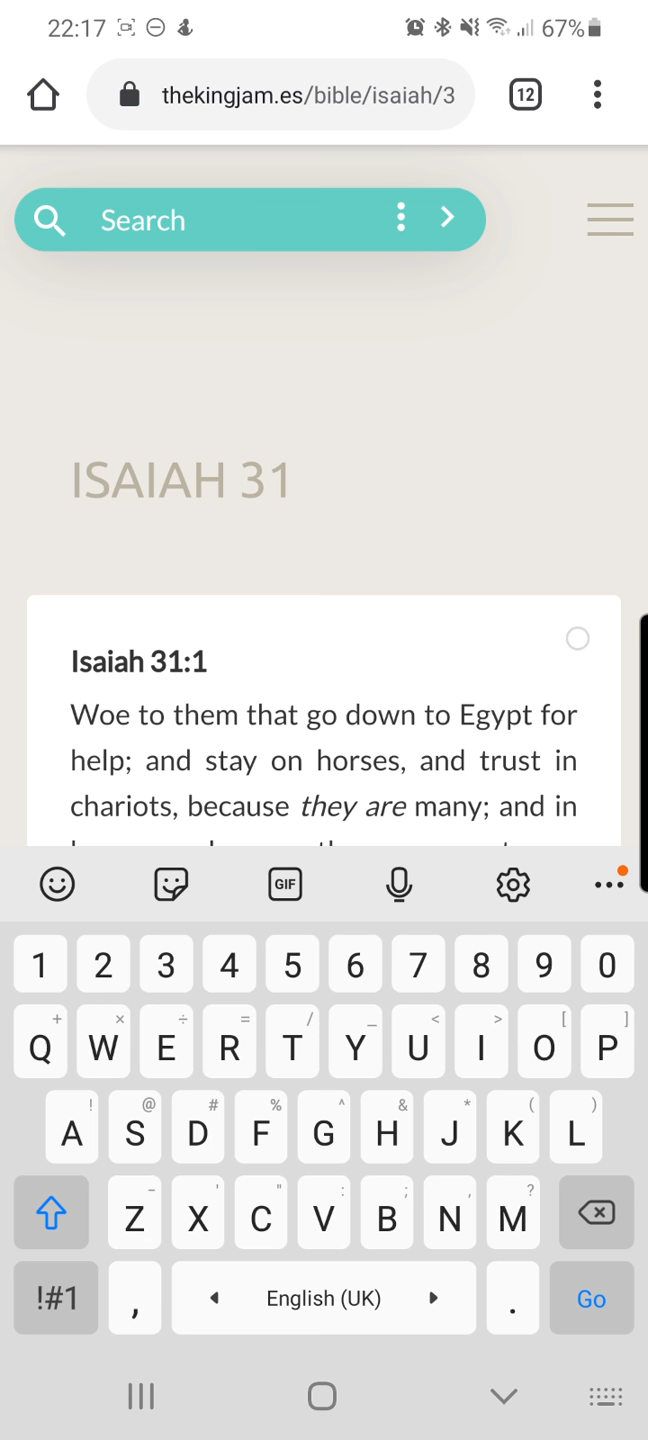 22:17 67%
thekingjam.es/bible/isaiah/3 12
Search
ISAIAH 31
Isaiah 31:1
Woe to them that go down to Egypt for
help; and stay on horses, and trust in
chariots, because they are many; and in
GIF
1 2 3 4 5 6 7 8 9 0
+ × ÷ = / _ < > [ ]
Q W E R T Y U I O P
! @ # % ^ & * ( )
A S D F G H J K L
- ' " : ; , ?
Z X C V B N M
!#1 , English (UK) . Go